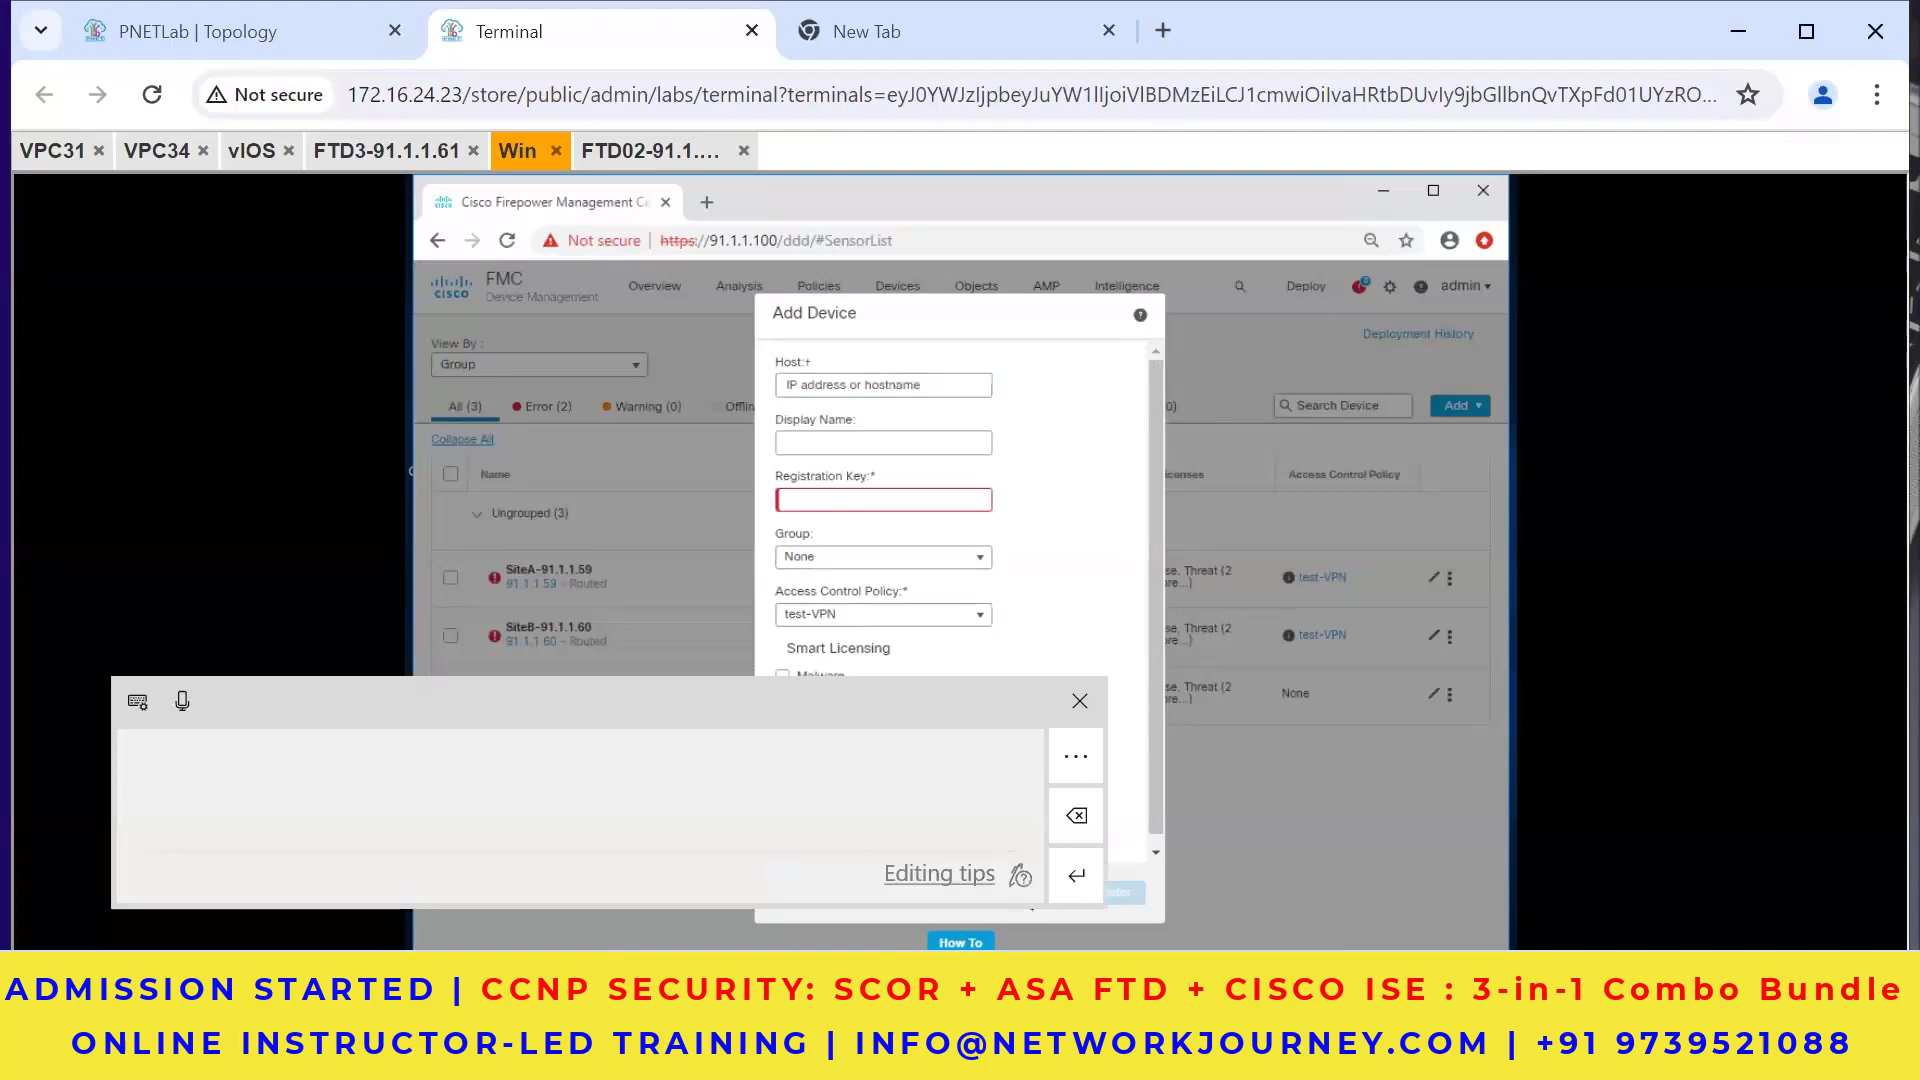 PNETLab | Topology
Terminal
New Tab
Not secure
172.16.24.23/store/public/admin/labs/terminal?terminals=eyJ0YWJzIjpbeyJuYW1lIjoiVlBDMzEiLCJ1cmwiOiIvaHRtbDUvIy9jbGllbnQvTXpFd01UYzRO...
VPC31
VPC34
vIOS
FTD3-91.1.1.61
Win
FTD02-91.1....
Cisco Firepower Management Ce
Not secure
https://91.1.1.100/ddd/#SensorList
CISCO
FMC
Device Management
Overview
Analysis
Policies
Devices
Objects
AMP
Intelligence
Deploy
admin
Add Device
Deployment History
View By :
Group
Host:+
IP address or hostname
All (3)
Error (2)
Warning (0)
Offlin
0)
Search Device
Add
Display Name:
Collapse All
Name
Registration Key:*
icenses
Access Control Policy
Ungrouped (3)
Group:
None
SiteA-91.1.1.59
91.1.1.59 - Routed
se, Threat (2
re...)
test-VPN
Access Control Policy:*
test-VPN
SiteB-91.1.1.60
91.1.1.60 - Routed
se, Threat (2
re...)
test-VPN
Smart Licensing
Malware
se, Threat (2
re...)
None
Editing tips
How To
ADMISSION STARTED | CCNP SECURITY: SCOR + ASA FTD + CISCO ISE : 3-in-1 Combo Bundle
ONLINE INSTRUCTOR-LED TRAINING | INFO@NETWORKJOURNEY.COM | +91 9739521088